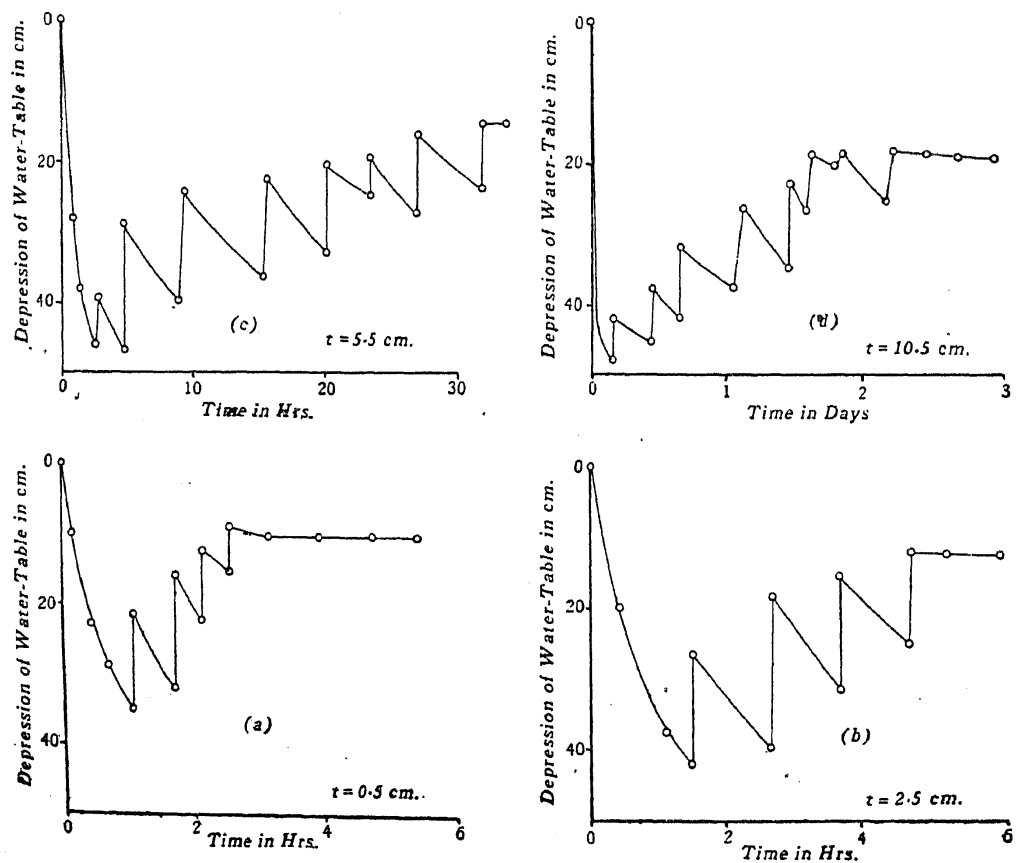 Depression of Water-Table in cm.
0
20
40
(c)
t = 5·5 cm.
0
10
20
30
Time in Hrs.
Depression of Water-Table in cm.
0
20
40
(d)
t = 10·5 cm.
0
1
2
3
Time in Days
Depression of Water-Table in cm.
0
20
40
(a)
t = 0·5 cm.
0
2
4
6
Time in Hrs.
Depression of Water-Table in cm.
0
20
40
(b)
t = 2·5 cm.
0
2
4
6
Time in Hrs.